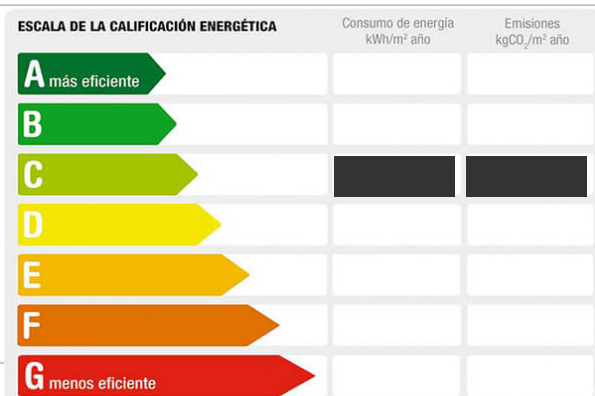 ESCALA DE LA CALIFICACIÓN ENERGÉTICA
Consumo de energía
kWh/m² año
Emisiones
kgCO₂/m² año
A más eficiente
B
C
D
E
F
G menos eficiente